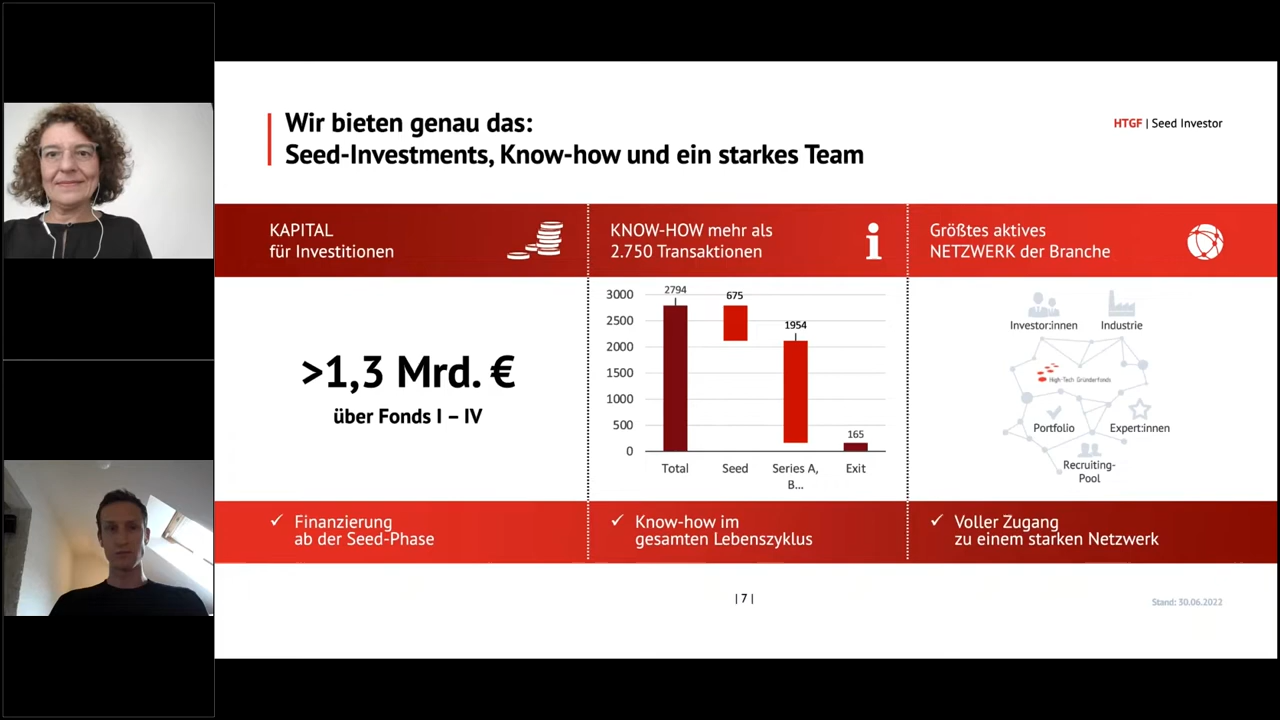 Wir bieten genau das:
Seed-Investments, Know-how und ein starkes Team
HTGF | Seed Investor
KAPITAL
für Investitionen
KNOW-HOW mehr als
2.750 Transaktionen
Größtes aktives
NETZWERK der Branche
>1,3 Mrd. €
über Fonds I – IV
3000
2500
2000
1500
1000
500
0
2794
675
1954
165
Total
Seed
Series A,
B...
Exit
Investor:innen
Industrie
High-Tech Gründerfonds
Portfolio
Expert:innen
Recruiting-
Pool
✓ Finanzierung
ab der Seed-Phase
✓ Know-how im
gesamten Lebenszyklus
✓ Voller Zugang
zu einem starken Netzwerk
| 7 |
Stand: 30.06.2022